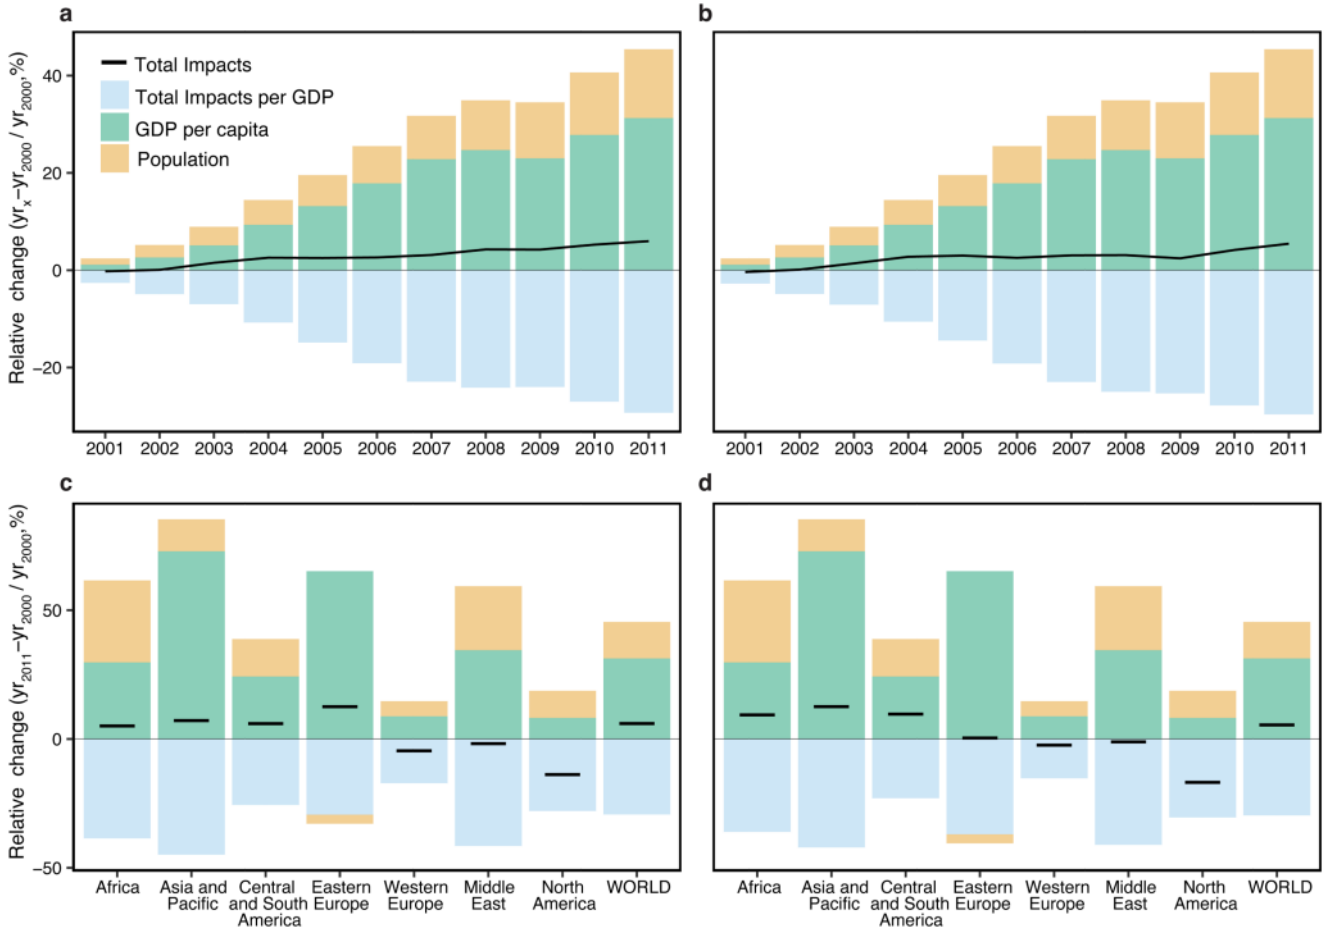 a
b
Relative change (yrx−yr2000 / yr2000, %)
40
20
0
−20
Total Impacts
Total Impacts per GDP
GDP per capita
Population
2001 2002 2003 2004 2005 2006 2007 2008 2009 2010 2011
2001 2002 2003 2004 2005 2006 2007 2008 2009 2010 2011
c
d
Relative change (yr2011−yr2000 / yr2000, %)
50
0
−50
Africa
Asia and
Pacific
Central
and South
America
Eastern
Europe
Western
Europe
Middle
East
North
America
WORLD
Africa
Asia and
Pacific
Central
and South
America
Eastern
Europe
Western
Europe
Middle
East
North
America
WORLD